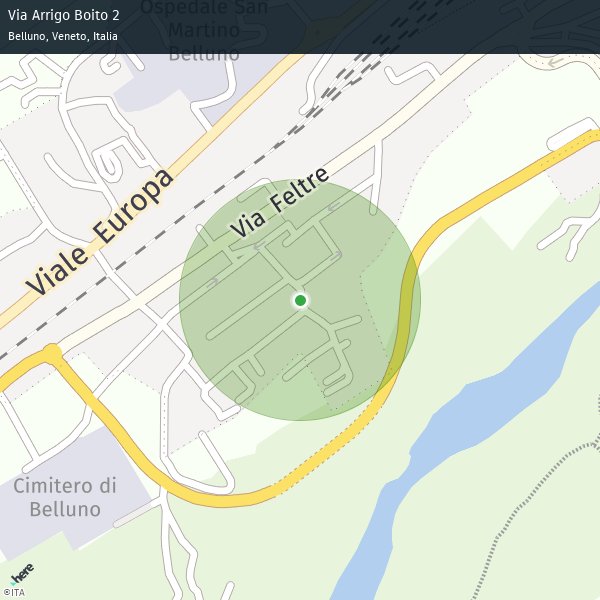 Via Arrigo Boito 2
Belluno, Veneto, Italia
Ospedale San
Martino
Belluno
Via Feltre
Viale Europa
Cimitero di
Belluno
here
©ITA